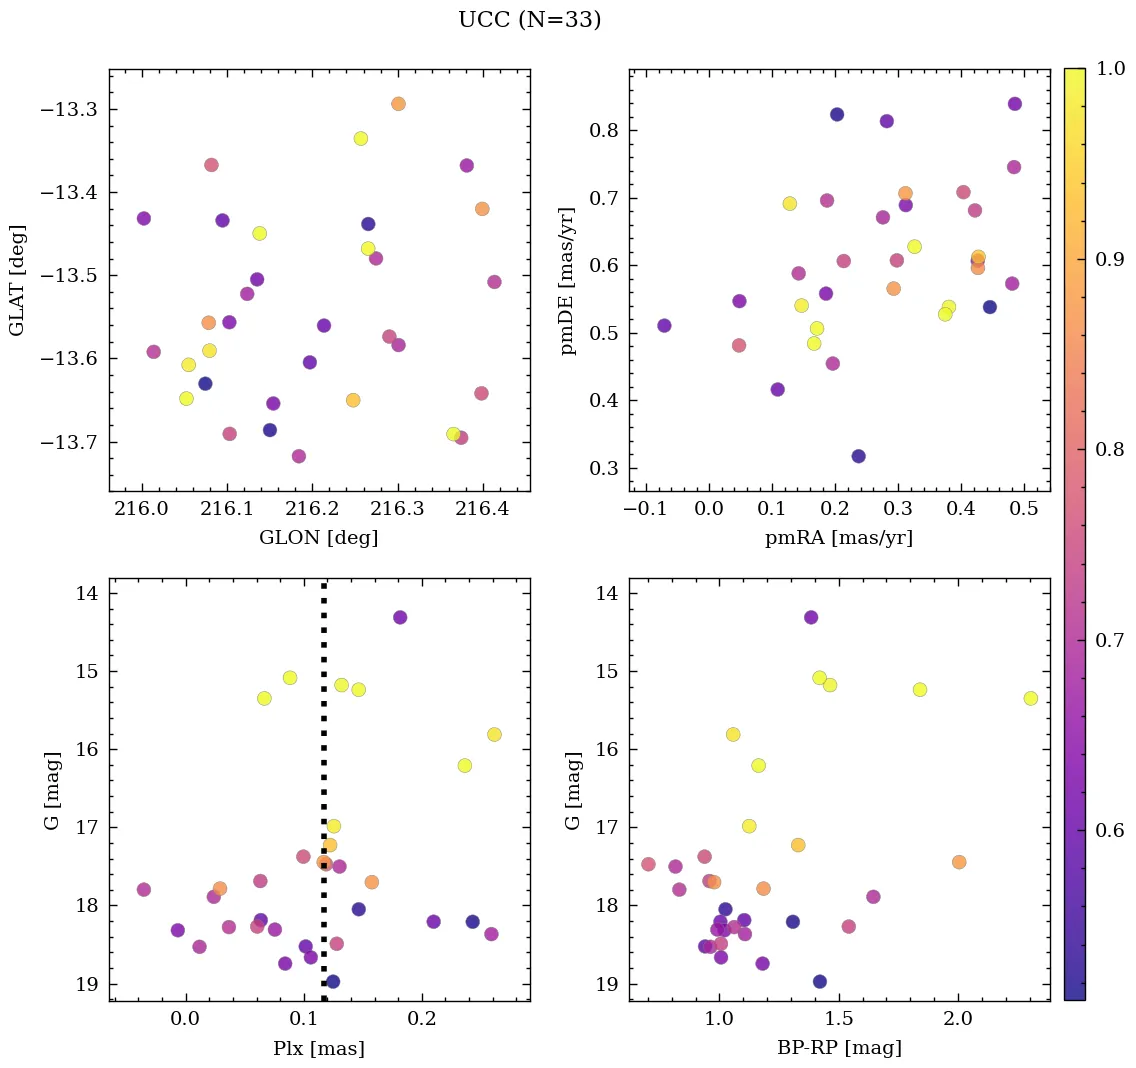 UCC (N=33)
−13.3
−13.4
−13.5
−13.6
−13.7
GLAT [deg]
216.0 216.1 216.2 216.3 216.4
GLON [deg]
0.8
0.7
0.6
0.5
0.4
0.3
pmDE [mas/yr]
−0.1 0.0 0.1 0.2 0.3 0.4 0.5
pmRA [mas/yr]
14
15
16
17
18
19
G [mag]
0.0 0.1 0.2
Plx [mas]
14
15
16
17
18
19
G [mag]
1.0 1.5 2.0
BP-RP [mag]
1.0
0.9
0.8
0.7
0.6